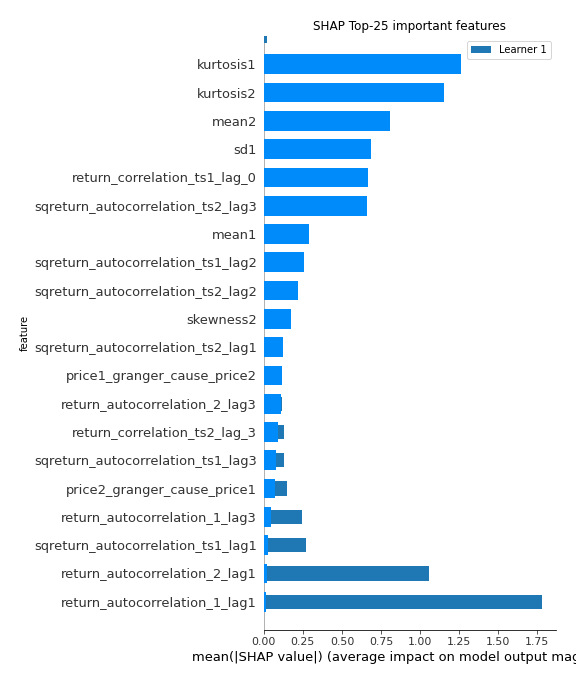 SHAP Top-25 important features
Learner 1
kurtosis1
kurtosis2
mean2
sd1
return_correlation_ts1_lag_0
sqreturn_autocorrelation_ts2_lag3
mean1
sqreturn_autocorrelation_ts1_lag2
sqreturn_autocorrelation_ts2_lag2
skewness2
feature
sqreturn_autocorrelation_ts2_lag1
price1_granger_cause_price2
return_autocorrelation_2_lag3
return_correlation_ts2_lag_3
sqreturn_autocorrelation_ts1_lag3
price2_granger_cause_price1
return_autocorrelation_1_lag3
sqreturn_autocorrelation_ts1_lag1
return_autocorrelation_2_lag1
return_autocorrelation_1_lag1
0.00 0.25 0.50 0.75 1.00 1.25 1.50 1.75
mean(|SHAP value|) (average impact on model output mag